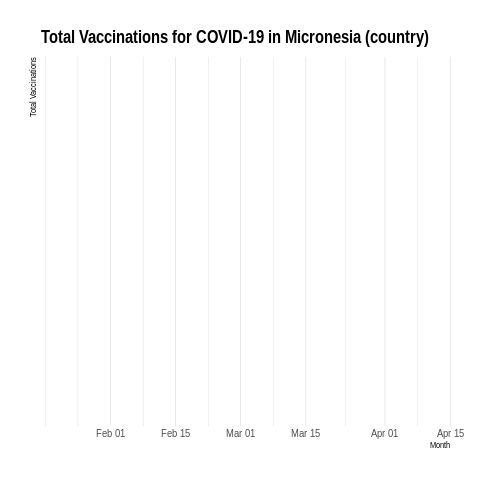 Total Vaccinations for COVID-19 in Micronesia (country)
Total Vaccinations
Feb 01 Feb 15 Mar 01 Mar 15 Apr 01 Apr 15
Month